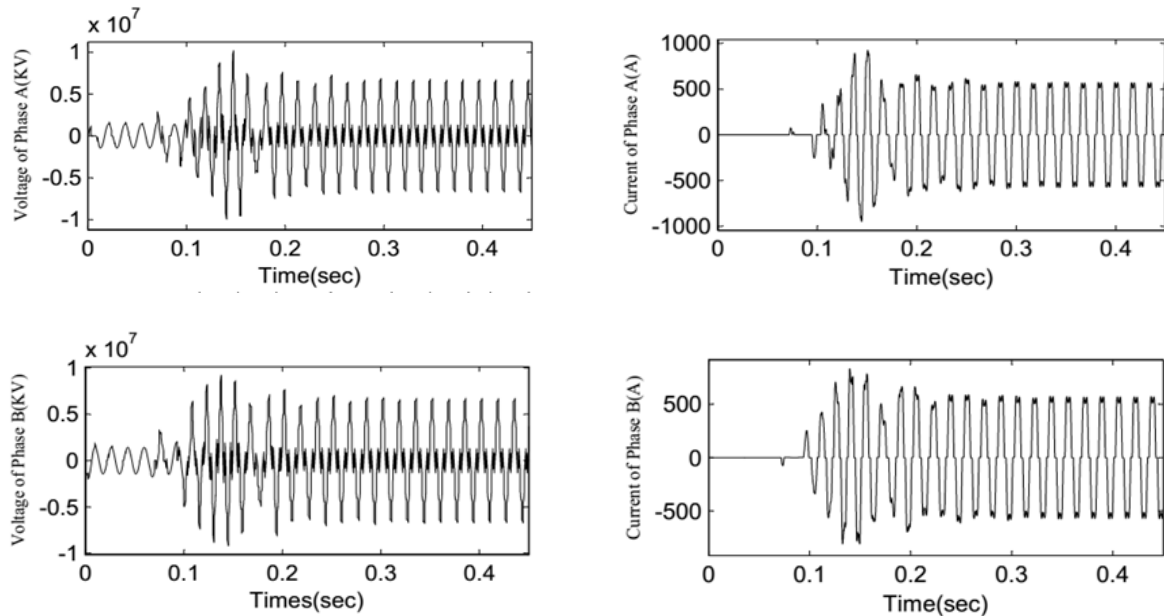 x 10^7
Voltage of Phase A(KV)
1
0.5
0
-0.5
-1
0 0.1 0.2 0.3 0.4
Time(sec)
Current of Phase A(A)
1000
500
0
-500
-1000
0 0.1 0.2 0.3 0.4
Time(sec)
x 10^7
Voltage of Phase B(KV)
1
0.5
0
-0.5
-1
0 0.1 0.2 0.3 0.4
Times(sec)
Current of Phase B(A)
500
0
-500
0 0.1 0.2 0.3 0.4
Time(sec)